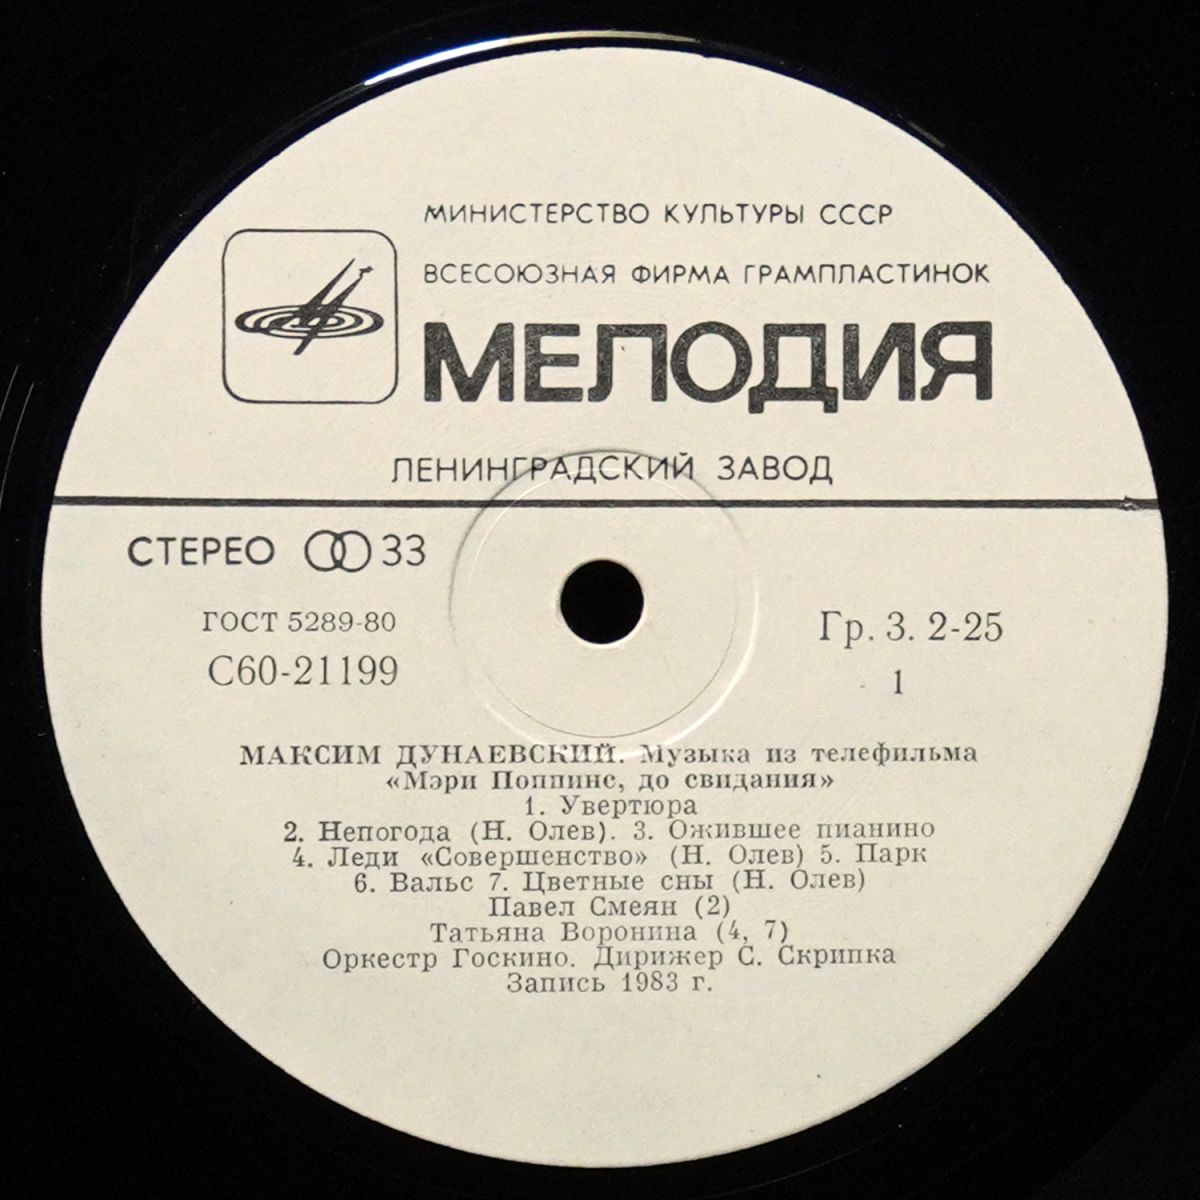 МИНИСТЕРСТВО КУЛЬТУРЫ СССР
ВСЕСОЮЗНАЯ ФИРМА ГРАМПЛАСТИНОК
МЕЛОДИЯ
ЛЕНИНГРАДСКИЙ ЗАВОД
СТЕРЕО 33
ГОСТ 5289-80
С60-21199
Гр. 3. 2-25
1
МАКСИМ ДУНАЕВСКИЙ. Музыка из телефильма
«Мэри Поппинс, до свидания»
1. Увертюра
2. Непогода (Н. Олев). 3. Ожившее пианино
4. Леди «Совершенство» (Н. Олев) 5. Парк
6. Вальс 7. Цветные сны (Н. Олев)
Павел Смеян (2)
Татьяна Воронина (4, 7)
Оркестр Госкино. Дирижер С. Скрипка
Запись 1983 г.